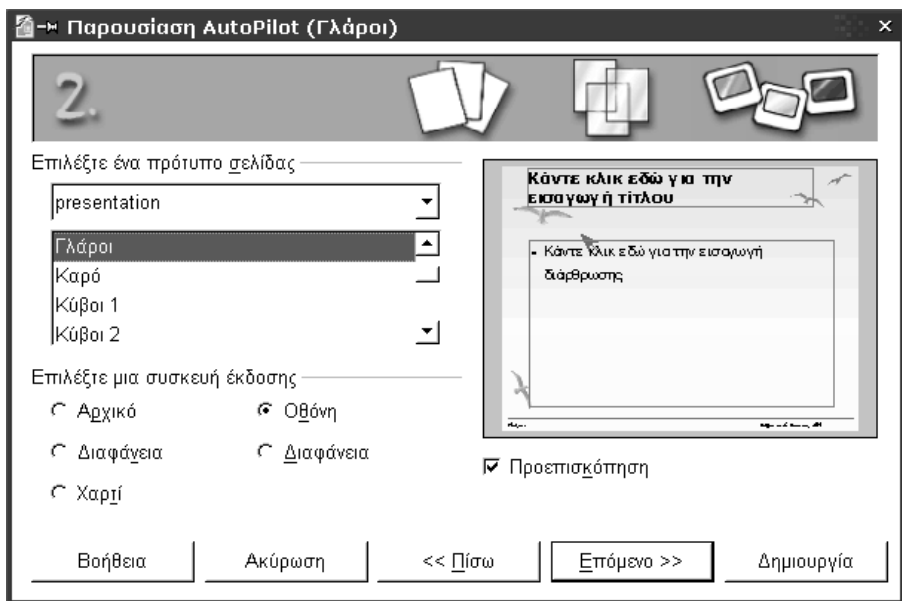 Παρουσίαση AutoPilot (Γλάροι)
2.
Επιλέξτε ένα πρότυπο σελίδας
presentation
Γλάροι
Καρό
Κύβοι 1
Κύβοι 2
Κάντε κλικ εδώ για την
εισαγωγή τίτλου
Κάντε κλικ εδώ για την εισαγωγή
διάρθρωσης
Επιλέξτε μια συσκευή έκδοσης
Αρχικό Οθόνη
Διαφάνεια Διαφάνεια
Χαρτί
Προεπισκόπηση
Βοήθεια Ακύρωση << Πίσω Επόμενο >> Δημιουργία